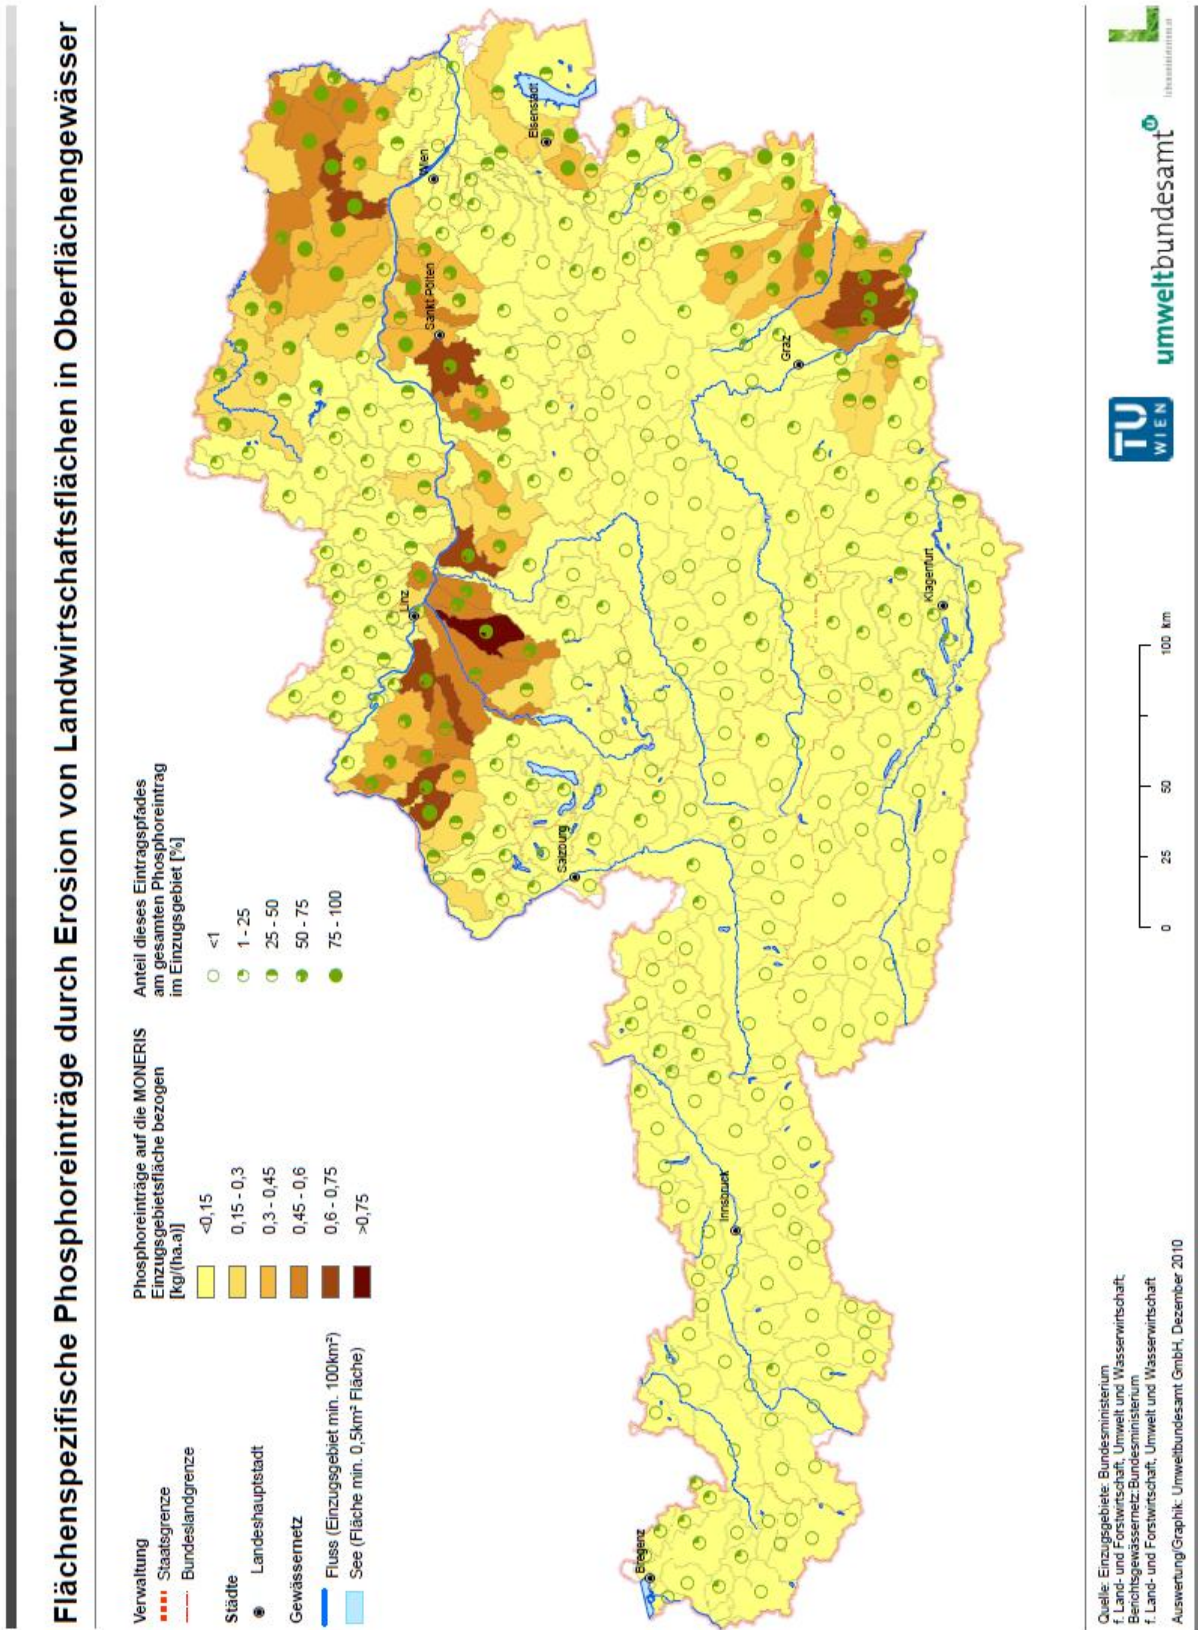 Flächenspezifische Phosphoreinträge durch Erosion von Landwirtschaftsflächen in Oberflächengewässer
Verwaltung
Staatsgrenze
Bundeslandgrenze
Städte
Landeshauptstadt
Gewässernetz
Fluss (Einzugsgebiet min. 100km²)
See (Fläche min. 0,5km² Fläche)
Phosphoreinträge auf die MONERIS
Einzugsgebietsfläche bezogen
[kg/(ha.a)]
<0,15
0,15 - 0,3
0,3 - 0,45
0,45 - 0,6
0,6 - 0,75
>0,75
Anteil dieses Eintragspfades
am gesamten Phosphoreintrag
im Einzugsgebiet [%]
<1
1 - 25
25 - 50
50 - 75
75 - 100
Bregenz
Innsbruck
Salzburg
Linz
Sankt Pölten
Wien
Eisenstadt
Graz
Klagenfurt
0 25 50 100 km
Quelle: Einzugsgebiete: Bundesministerium
f. Land- und Forstwirtschaft, Umwelt und Wasserwirtschaft;
Berichtsgewässernetz:Bundesministerium
f. Land- und Forstwirtschaft, Umwelt und Wasserwirtschaft
Auswertung/Graphik: Umweltbundesamt GmbH, Dezember 2010
TU
WIEN
umweltbundesamt
lebensministerium.at